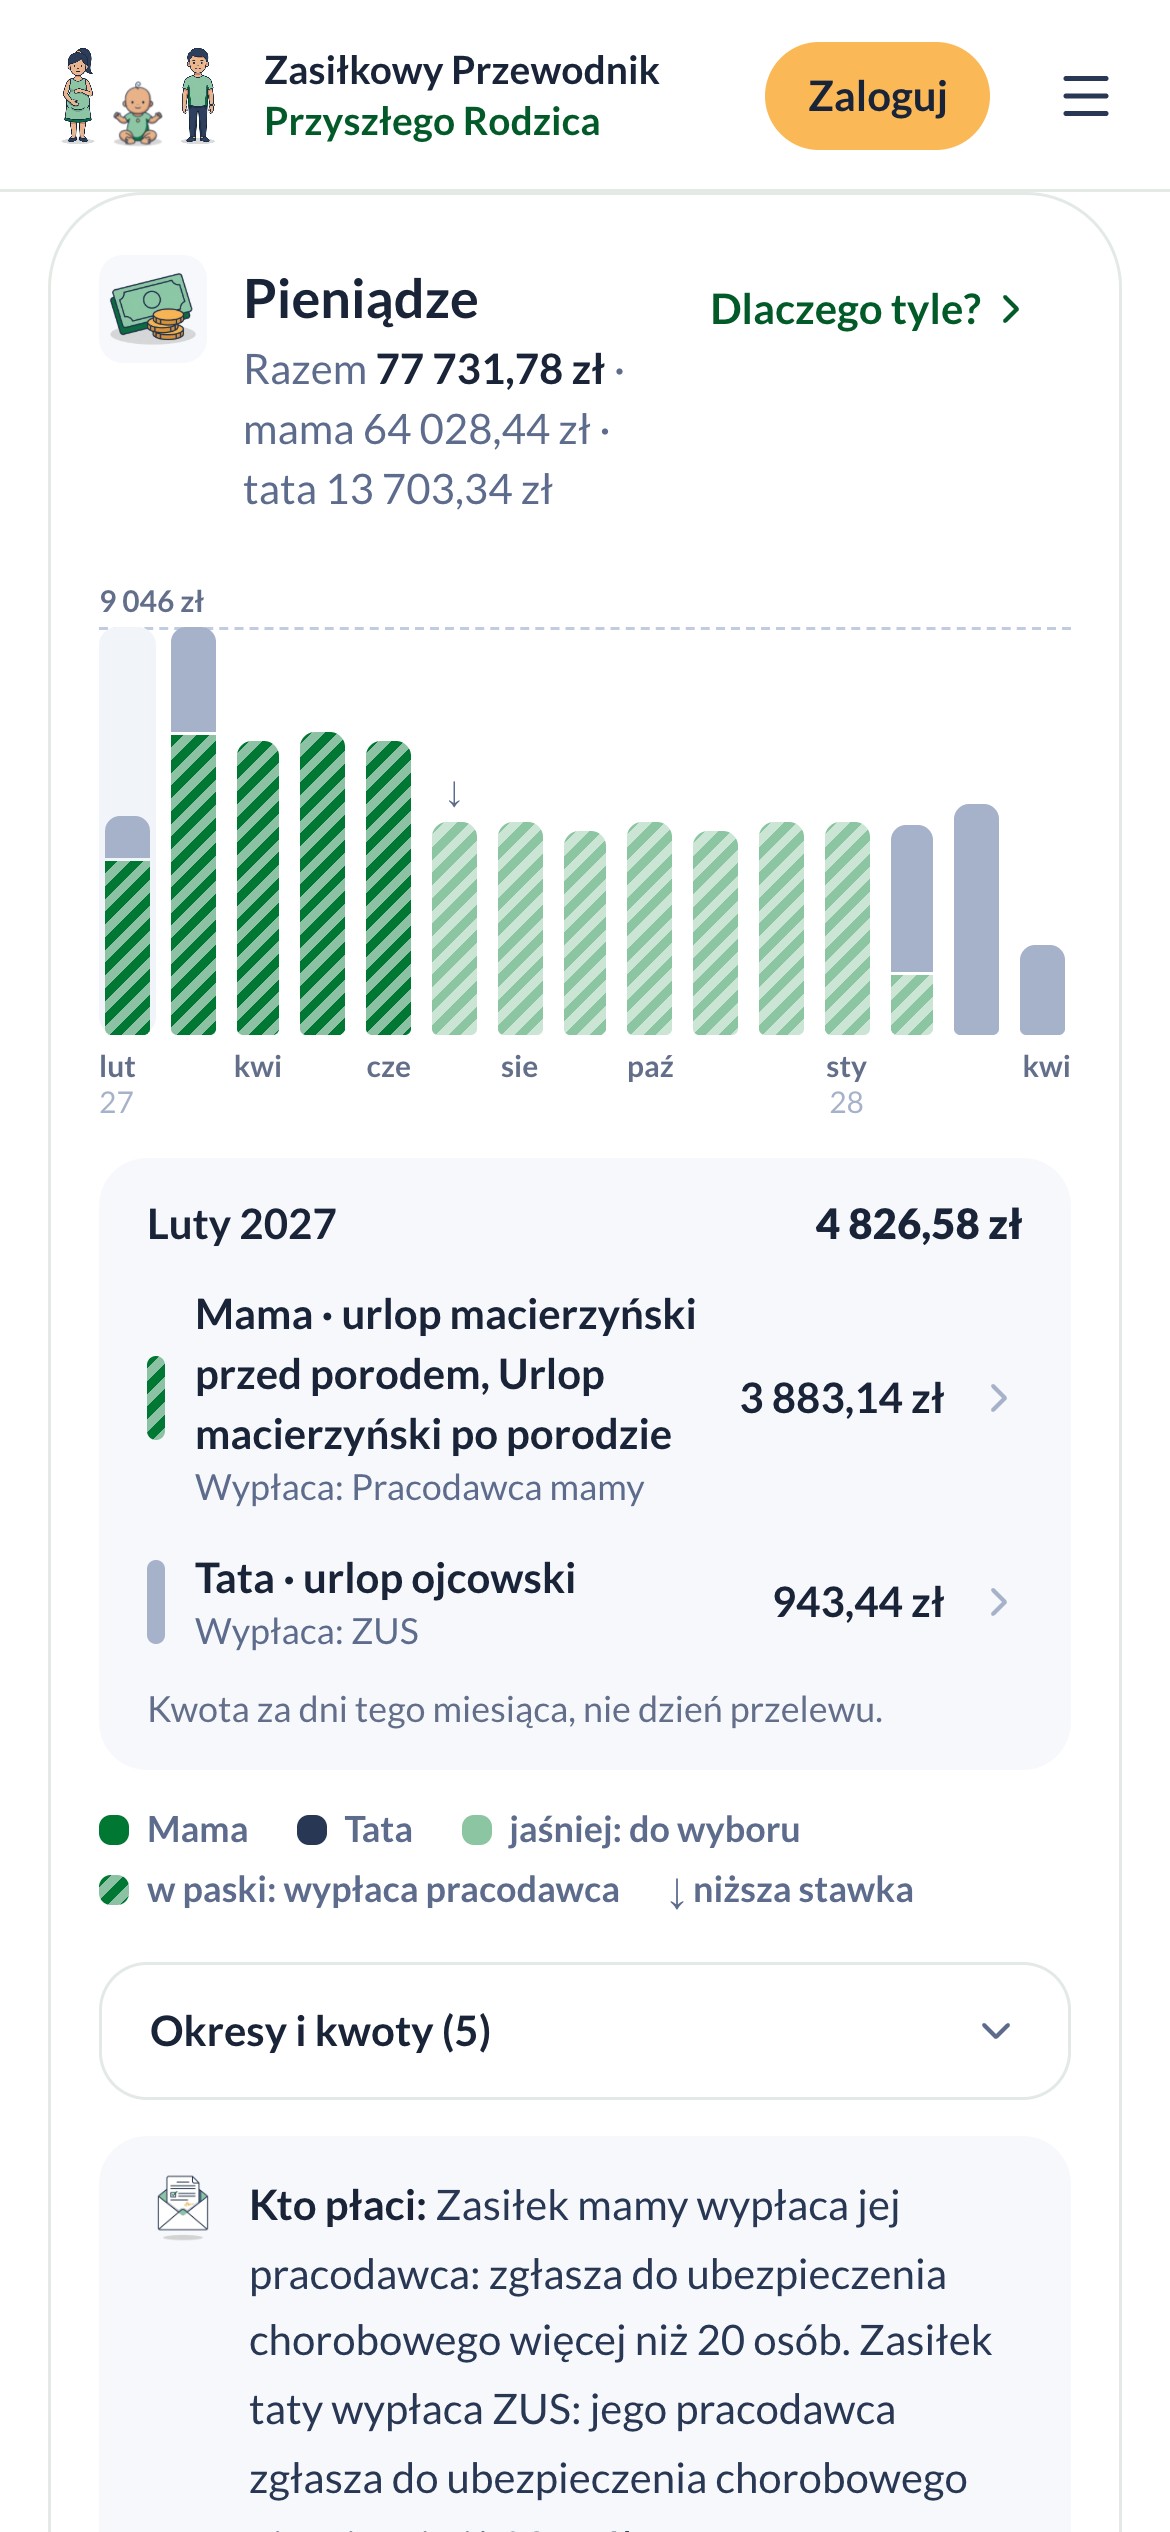 Zasiłkowy Przewodnik
Przyszłego Rodzica
Zaloguj
Pieniądze
Dlaczego tyle?
Razem 77 731,78 zł ·
mama 64 028,44 zł ·
tata 13 703,34 zł
9 046 zł
↓
lut kwi cze sie paź sty kwi
27 28
Luty 2027 4 826,58 zł
Mama · urlop macierzyński
przed porodem, Urlop
macierzyński po porodzie
3 883,14 zł
Wypłaca: Pracodawca mamy
Tata · urlop ojcowski
943,44 zł
Wypłaca: ZUS
Kwota za dni tego miesiąca, nie dzień przelewu.
Mama Tata jaśniej: do wyboru
w paski: wypłaca pracodawca ↓ niższa stawka
Okresy i kwoty (5)
Kto płaci: Zasiłek mamy wypłaca jej
pracodawca: zgłasza do ubezpieczenia
chorobowego więcej niż 20 osób. Zasiłek
taty wypłaca ZUS: jego pracodawca
zgłasza do ubezpieczenia chorobowego